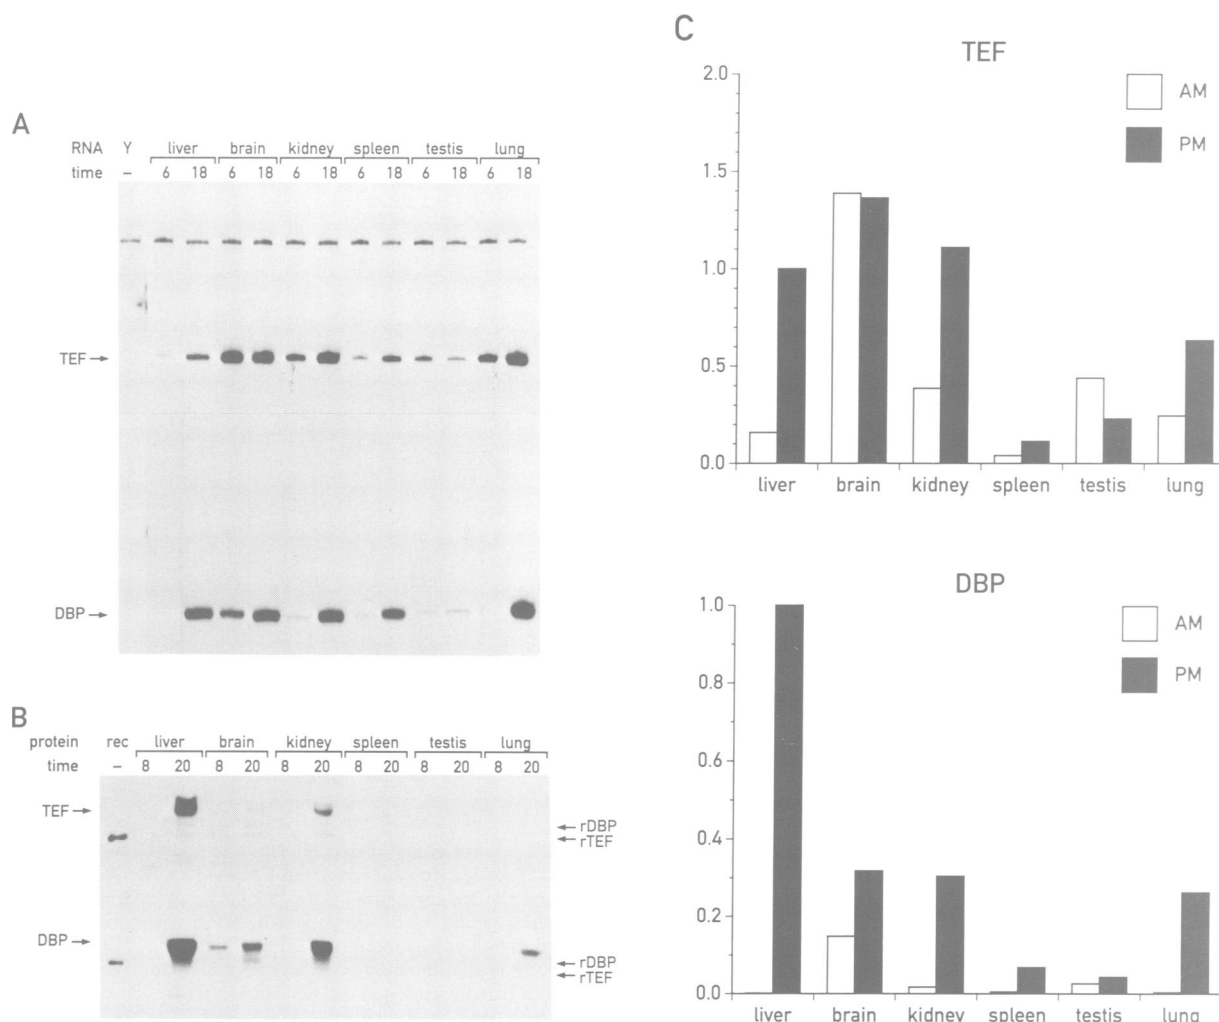 A
RNA Y liver brain kidney spleen testis lung
time – 6 18 6 18 6 18 6 18 6 18 6 18
TEF →
DBP →
B
protein rec liver brain kidney spleen testis lung
time – 8 20 8 20 8 20 8 20 8 20 8 20
TEF →
← rDBP
← rTEF
DBP →
← rDBP
← rTEF
C
TEF
2.0
1.5
1.0
0.5
0.0
AM
PM
liver brain kidney spleen testis lung
DBP
1.0
0.8
0.6
0.4
0.2
0.0
AM
PM
liver brain kidney spleen testis lung